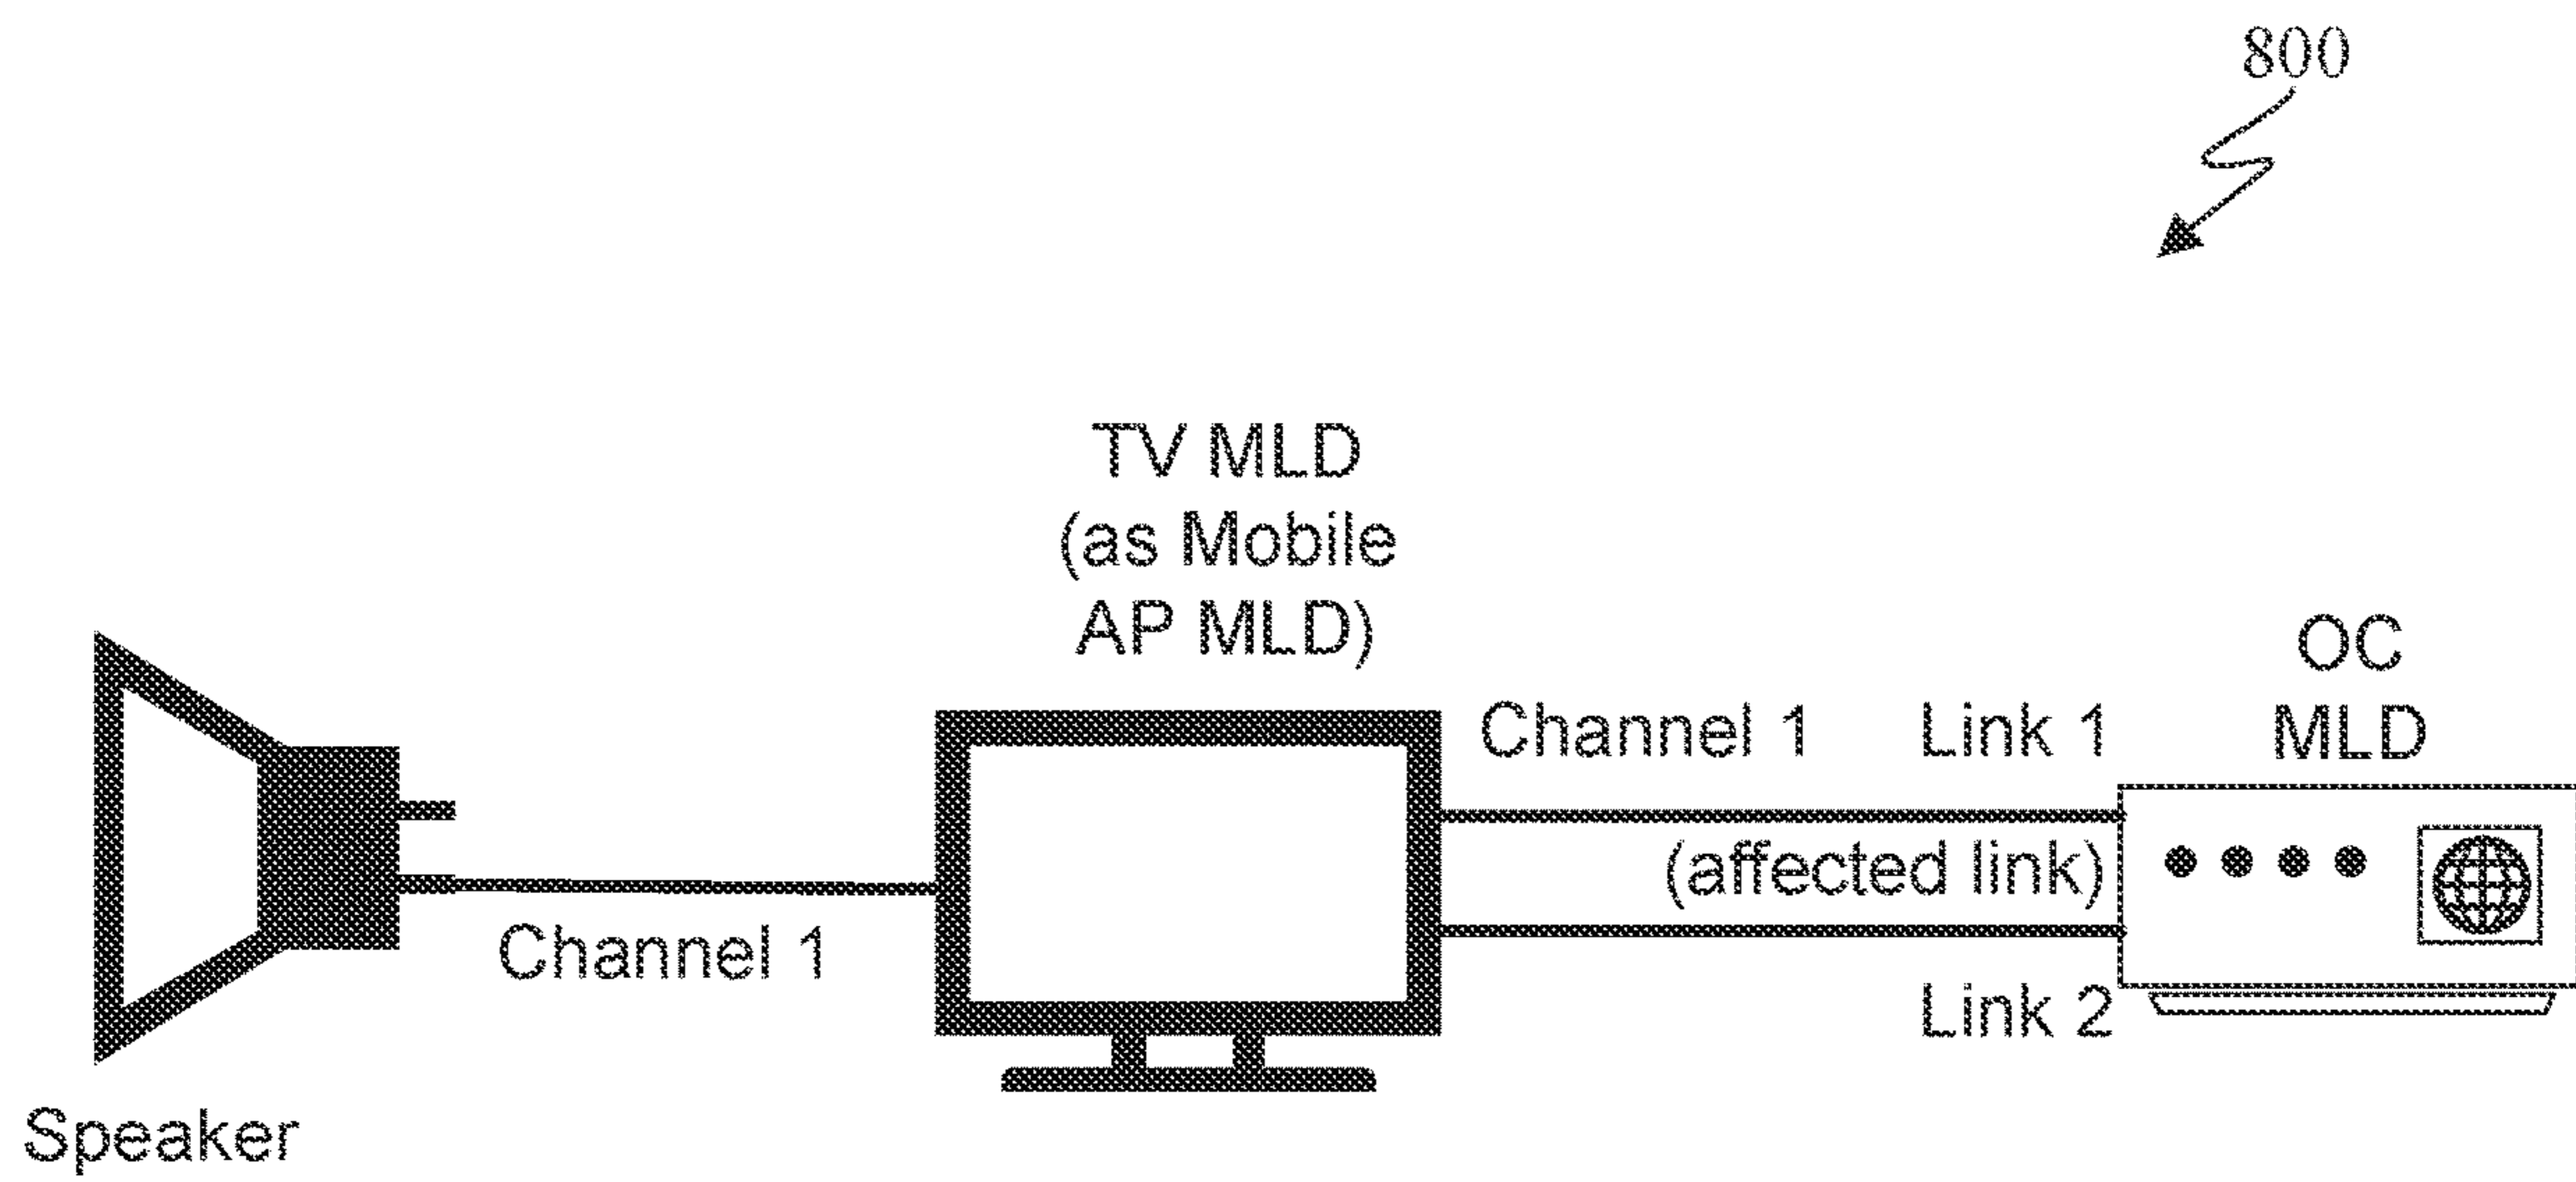 800
TV MLD
(as Mobile
AP MLD)
OC
MLD
Channel 1
Link 1
(affected link)
Channel 1
Link 2
Speaker